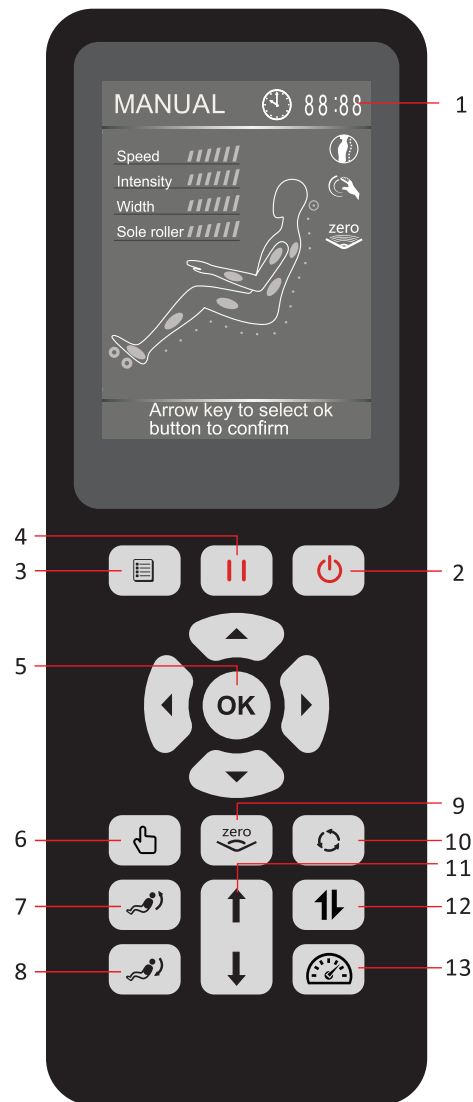 MANUAL 88:88
1
Speed
Intensity
Width
Sole roller
zero
Arrow key to select ok
button to confirm
4
3
2
5
OK
9
6
zero
10
11
7
12
8
13